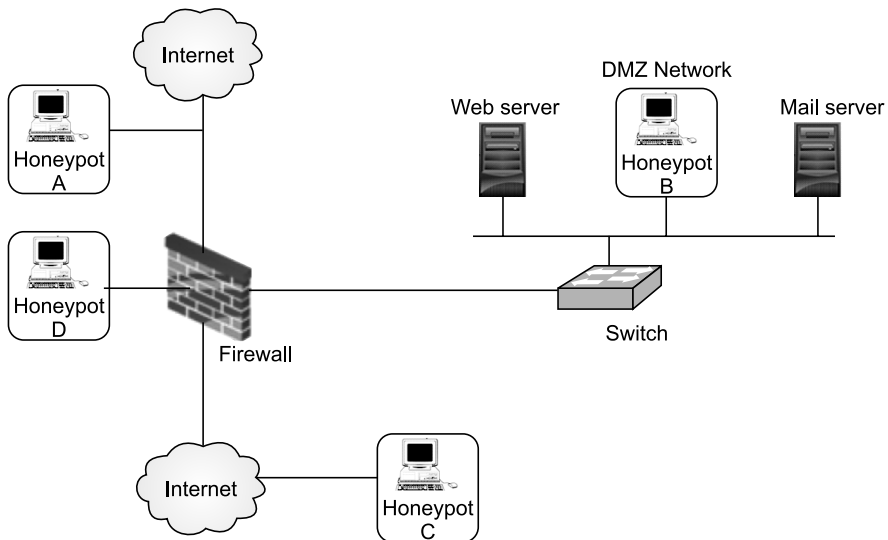 Internet
DMZ Network
Web server
Mail server
Honeypot
A
Honeypot
B
Honeypot
D
Firewall
Switch
Internet
Honeypot
C